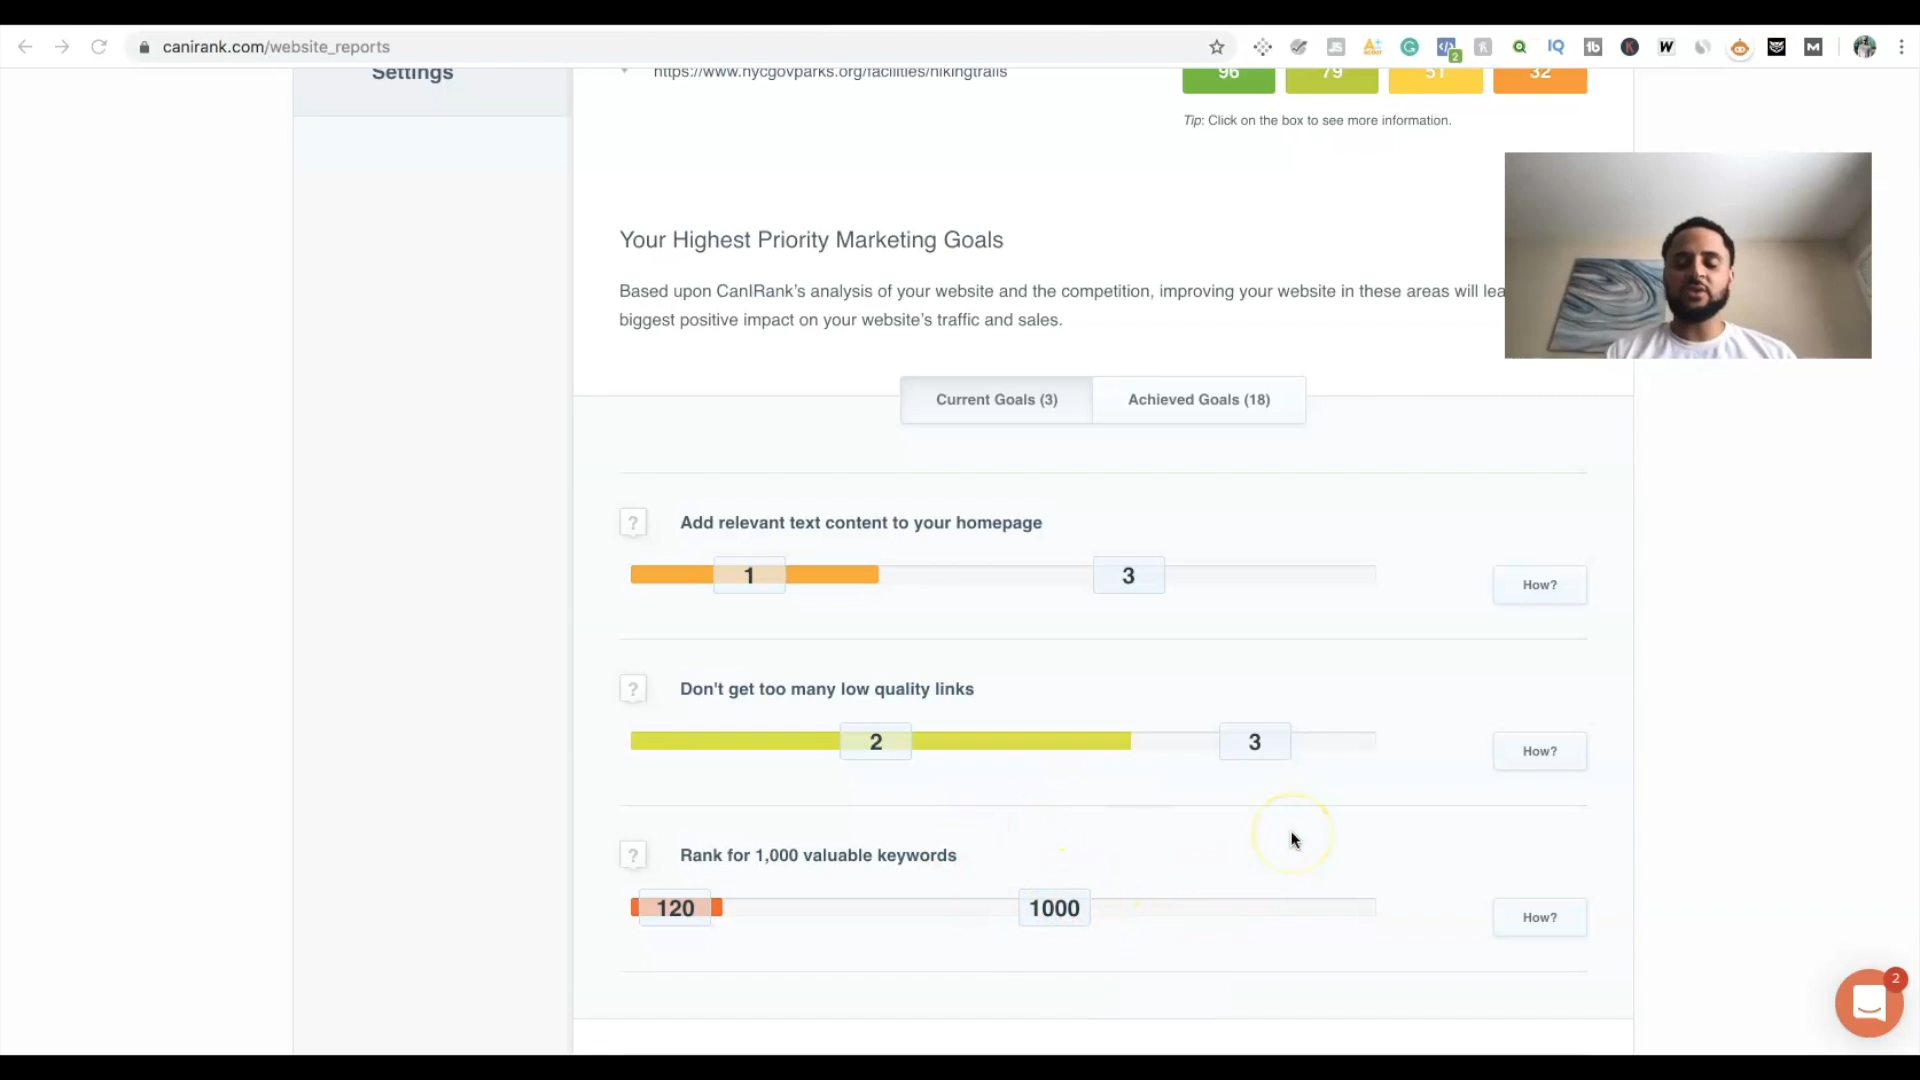 canirank.com/website_reports
Settings
https://www.nycgovparks.org/facilities/hikingtrails
96 79 51 32
Tip: Click on the box to see more information.
Your Highest Priority Marketing Goals
Based upon CanIRank's analysis of your website and the competition, improving your website in these areas will
biggest positive impact on your website's traffic and sales.
Current Goals (3) Achieved Goals (18)
? Add relevant text content to your homepage
1 3 How?
? Don't get too many low quality links
2 3 How?
? Rank for 1,000 valuable keywords
120 1000 How?
2